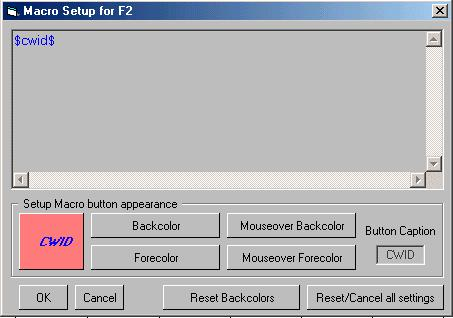 Macro Setup for F2
$cwid$
Setup Macro button appearance
CWID
Backcolor
Mouseover Backcolor
Button Caption
Forecolor
Mouseover Forecolor
CWID
OK
Cancel
Reset Backcolors
Reset/Cancel all settings